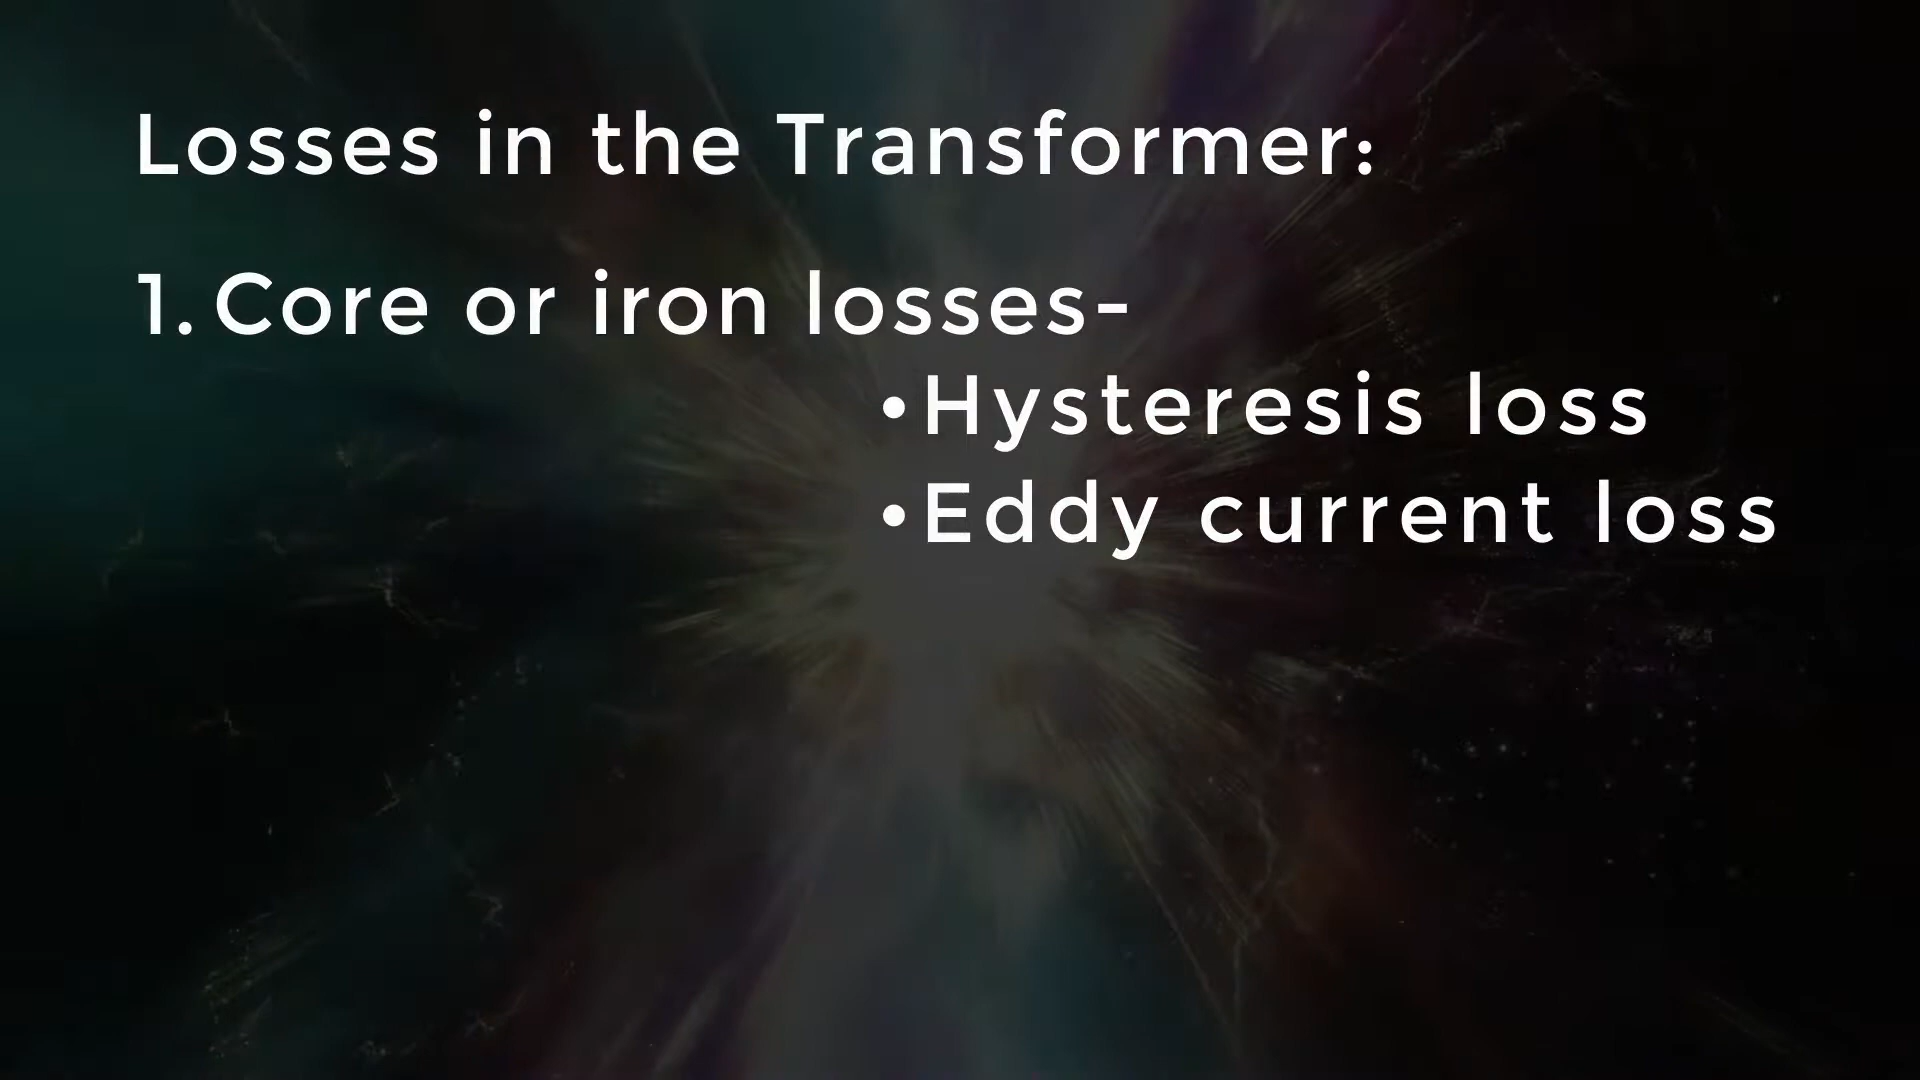 Losses in the Transformer:
1. Core or iron losses-
•Hysteresis loss
•Eddy current loss